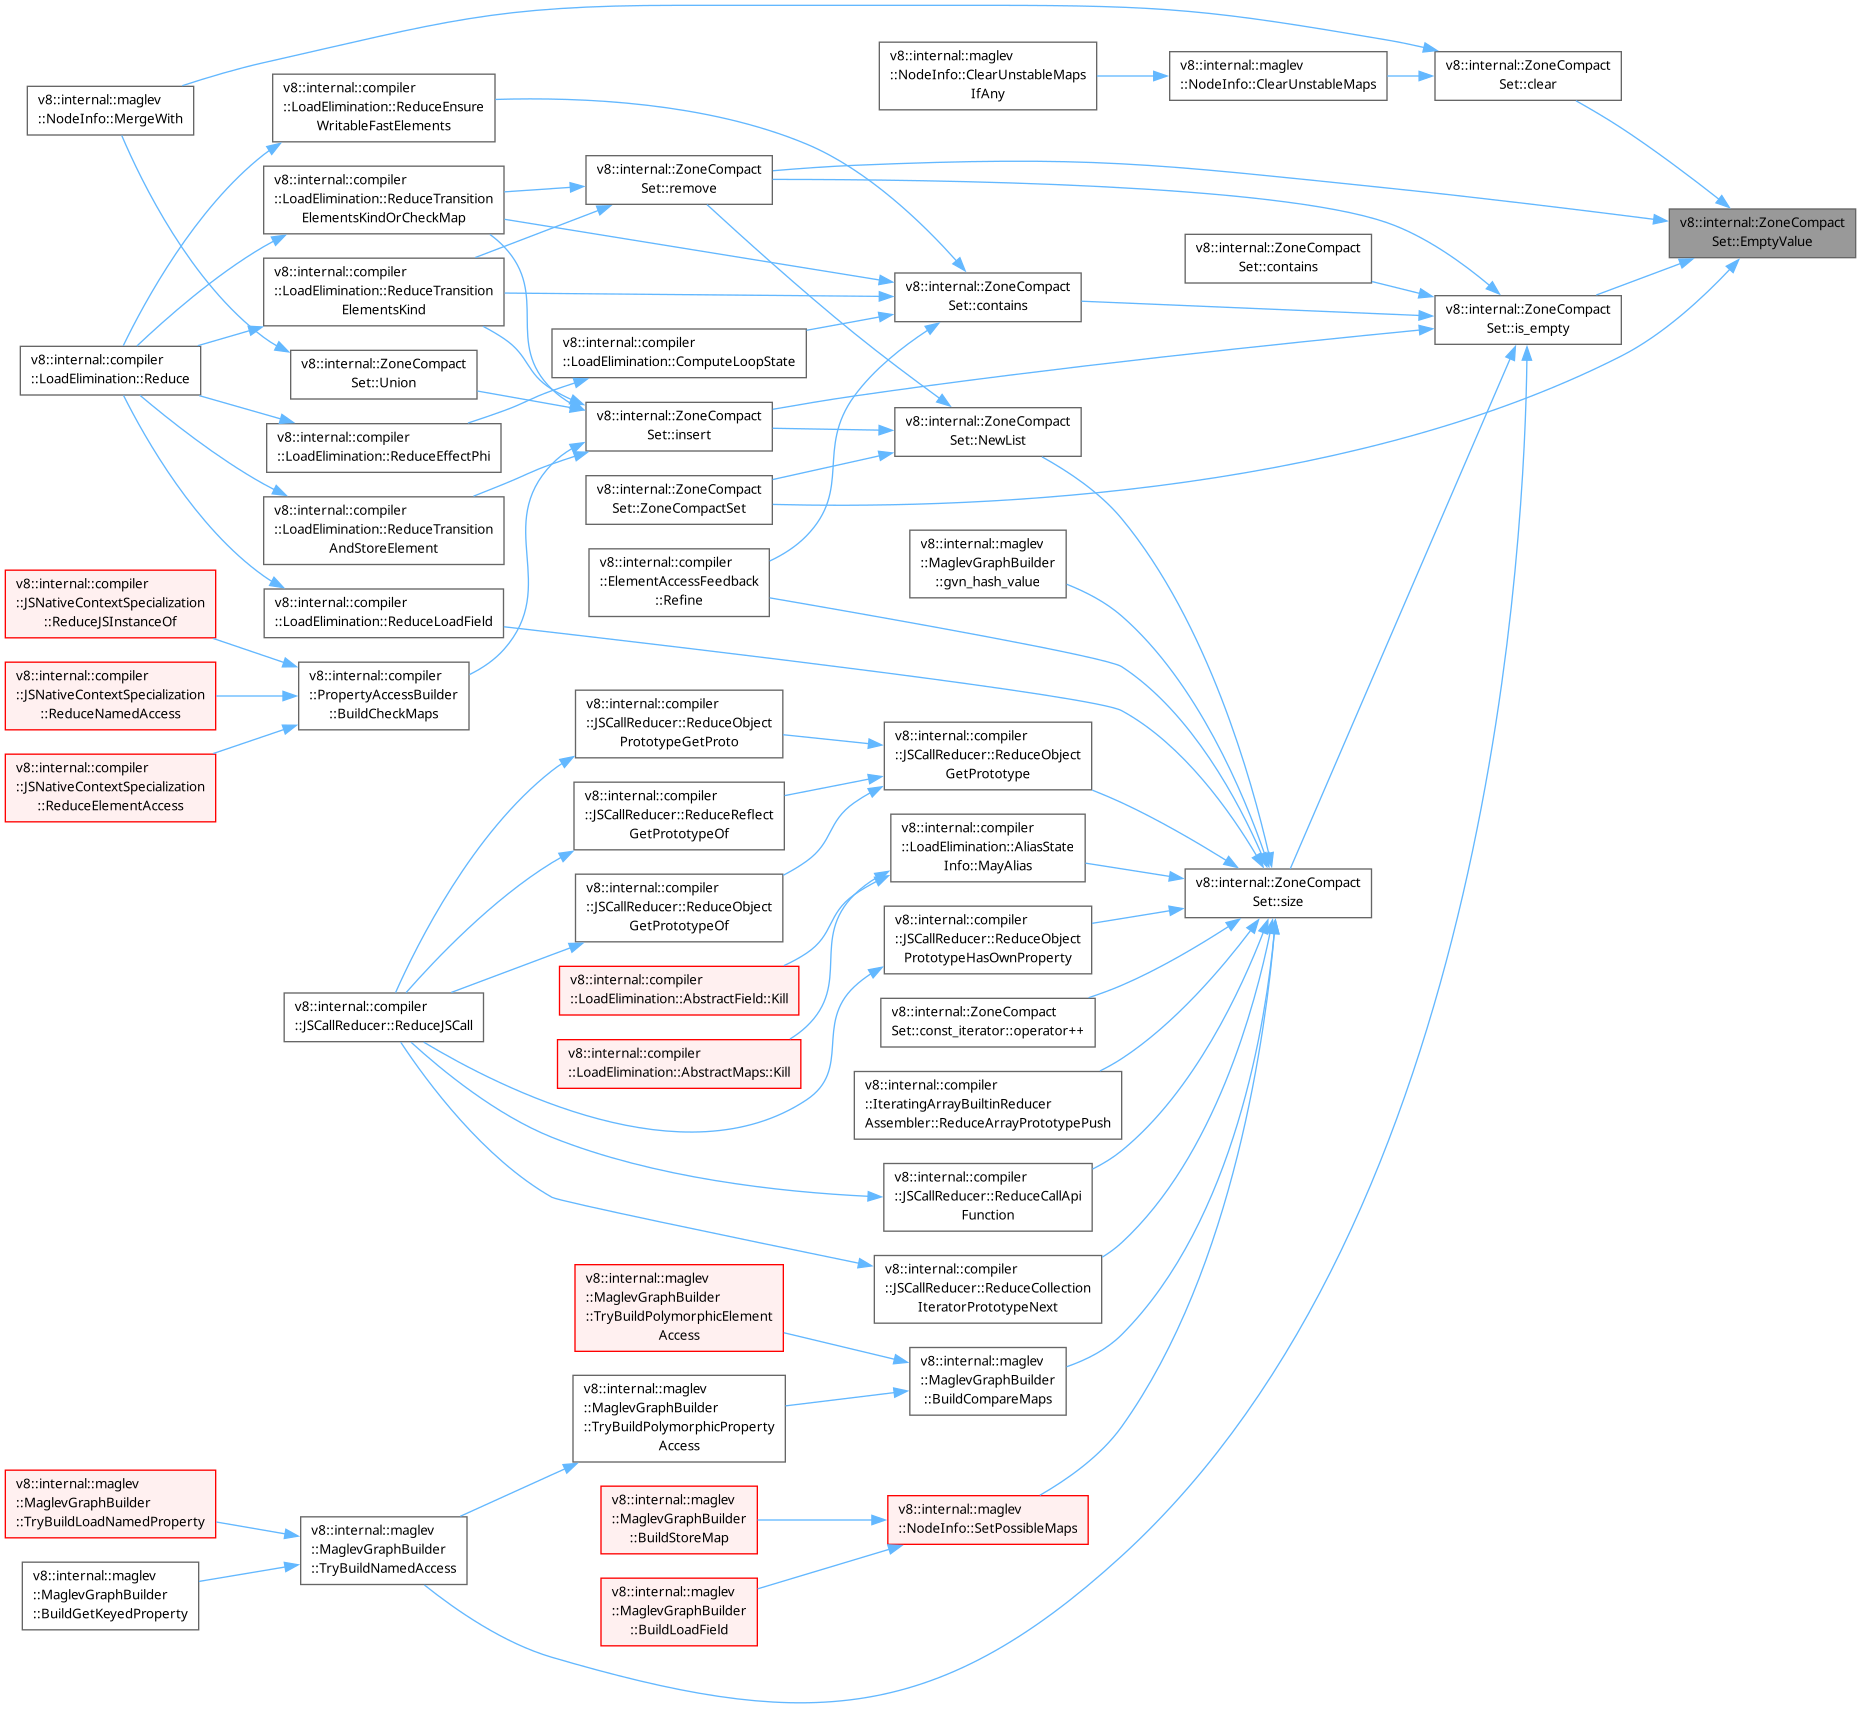 v8::internal::ZoneCompact
Set::EmptyValue
v8::internal::ZoneCompact
Set::clear
v8::internal::maglev
::NodeInfo::ClearUnstableMaps
v8::internal::maglev
::NodeInfo::ClearUnstableMaps
IfAny
v8::internal::maglev
::NodeInfo::MergeWith
v8::internal::compiler
::LoadElimination::ReduceEnsure
WritableFastElements
v8::internal::ZoneCompact
Set::remove
v8::internal::compiler
::LoadElimination::ReduceTransition
ElementsKindOrCheckMap
v8::internal::compiler
::LoadElimination::ReduceTransition
ElementsKind
v8::internal::ZoneCompact
Set::contains
v8::internal::ZoneCompact
Set::contains
v8::internal::ZoneCompact
Set::is_empty
v8::internal::compiler
::LoadElimination::Reduce
v8::internal::ZoneCompact
Set::Union
v8::internal::compiler
::LoadElimination::ComputeLoopState
v8::internal::compiler
::LoadElimination::ReduceEffectPhi
v8::internal::ZoneCompact
Set::insert
v8::internal::ZoneCompact
Set::NewList
v8::internal::ZoneCompact
Set::ZoneCompactSet
v8::internal::compiler
::LoadElimination::ReduceTransition
AndStoreElement
v8::internal::compiler
::ElementAccessFeedback
::Refine
v8::internal::maglev
::MaglevGraphBuilder
::gvn_hash_value
v8::internal::compiler
::JSNativeContextSpecialization
::ReduceJSInstanceOf
v8::internal::compiler
::LoadElimination::ReduceLoadField
v8::internal::compiler
::JSNativeContextSpecialization
::ReduceNamedAccess
v8::internal::compiler
::PropertyAccessBuilder
::BuildCheckMaps
v8::internal::compiler
::JSNativeContextSpecialization
::ReduceElementAccess
v8::internal::compiler
::JSCallReducer::ReduceObject
PrototypeGetProto
v8::internal::compiler
::JSCallReducer::ReduceObject
GetPrototype
v8::internal::compiler
::JSCallReducer::ReduceReflect
GetPrototypeOf
v8::internal::compiler
::LoadElimination::AliasState
Info::MayAlias
v8::internal::compiler
::JSCallReducer::ReduceObject
GetPrototypeOf
v8::internal::ZoneCompact
Set::size
v8::internal::compiler
::JSCallReducer::ReduceObject
PrototypeHasOwnProperty
v8::internal::compiler
::LoadElimination::AbstractField::Kill
v8::internal::compiler
::JSCallReducer::ReduceJSCall
v8::internal::ZoneCompact
Set::const_iterator::operator++
v8::internal::compiler
::LoadElimination::AbstractMaps::Kill
v8::internal::compiler
::IteratingArrayBuiltinReducer
Assembler::ReduceArrayPrototypePush
v8::internal::compiler
::JSCallReducer::ReduceCallApi
Function
v8::internal::compiler
::JSCallReducer::ReduceCollection
IteratorPrototypeNext
v8::internal::maglev
::MaglevGraphBuilder
::TryBuildPolymorphicElement
Access
v8::internal::maglev
::MaglevGraphBuilder
::BuildCompareMaps
v8::internal::maglev
::MaglevGraphBuilder
::TryBuildPolymorphicProperty
Access
v8::internal::maglev
::MaglevGraphBuilder
::TryBuildLoadNamedProperty
v8::internal::maglev
::MaglevGraphBuilder
::BuildStoreMap
v8::internal::maglev
::NodeInfo::SetPossibleMaps
v8::internal::maglev
::MaglevGraphBuilder
::TryBuildNamedAccess
v8::internal::maglev
::MaglevGraphBuilder
::BuildGetKeyedProperty
v8::internal::maglev
::MaglevGraphBuilder
::BuildLoadField